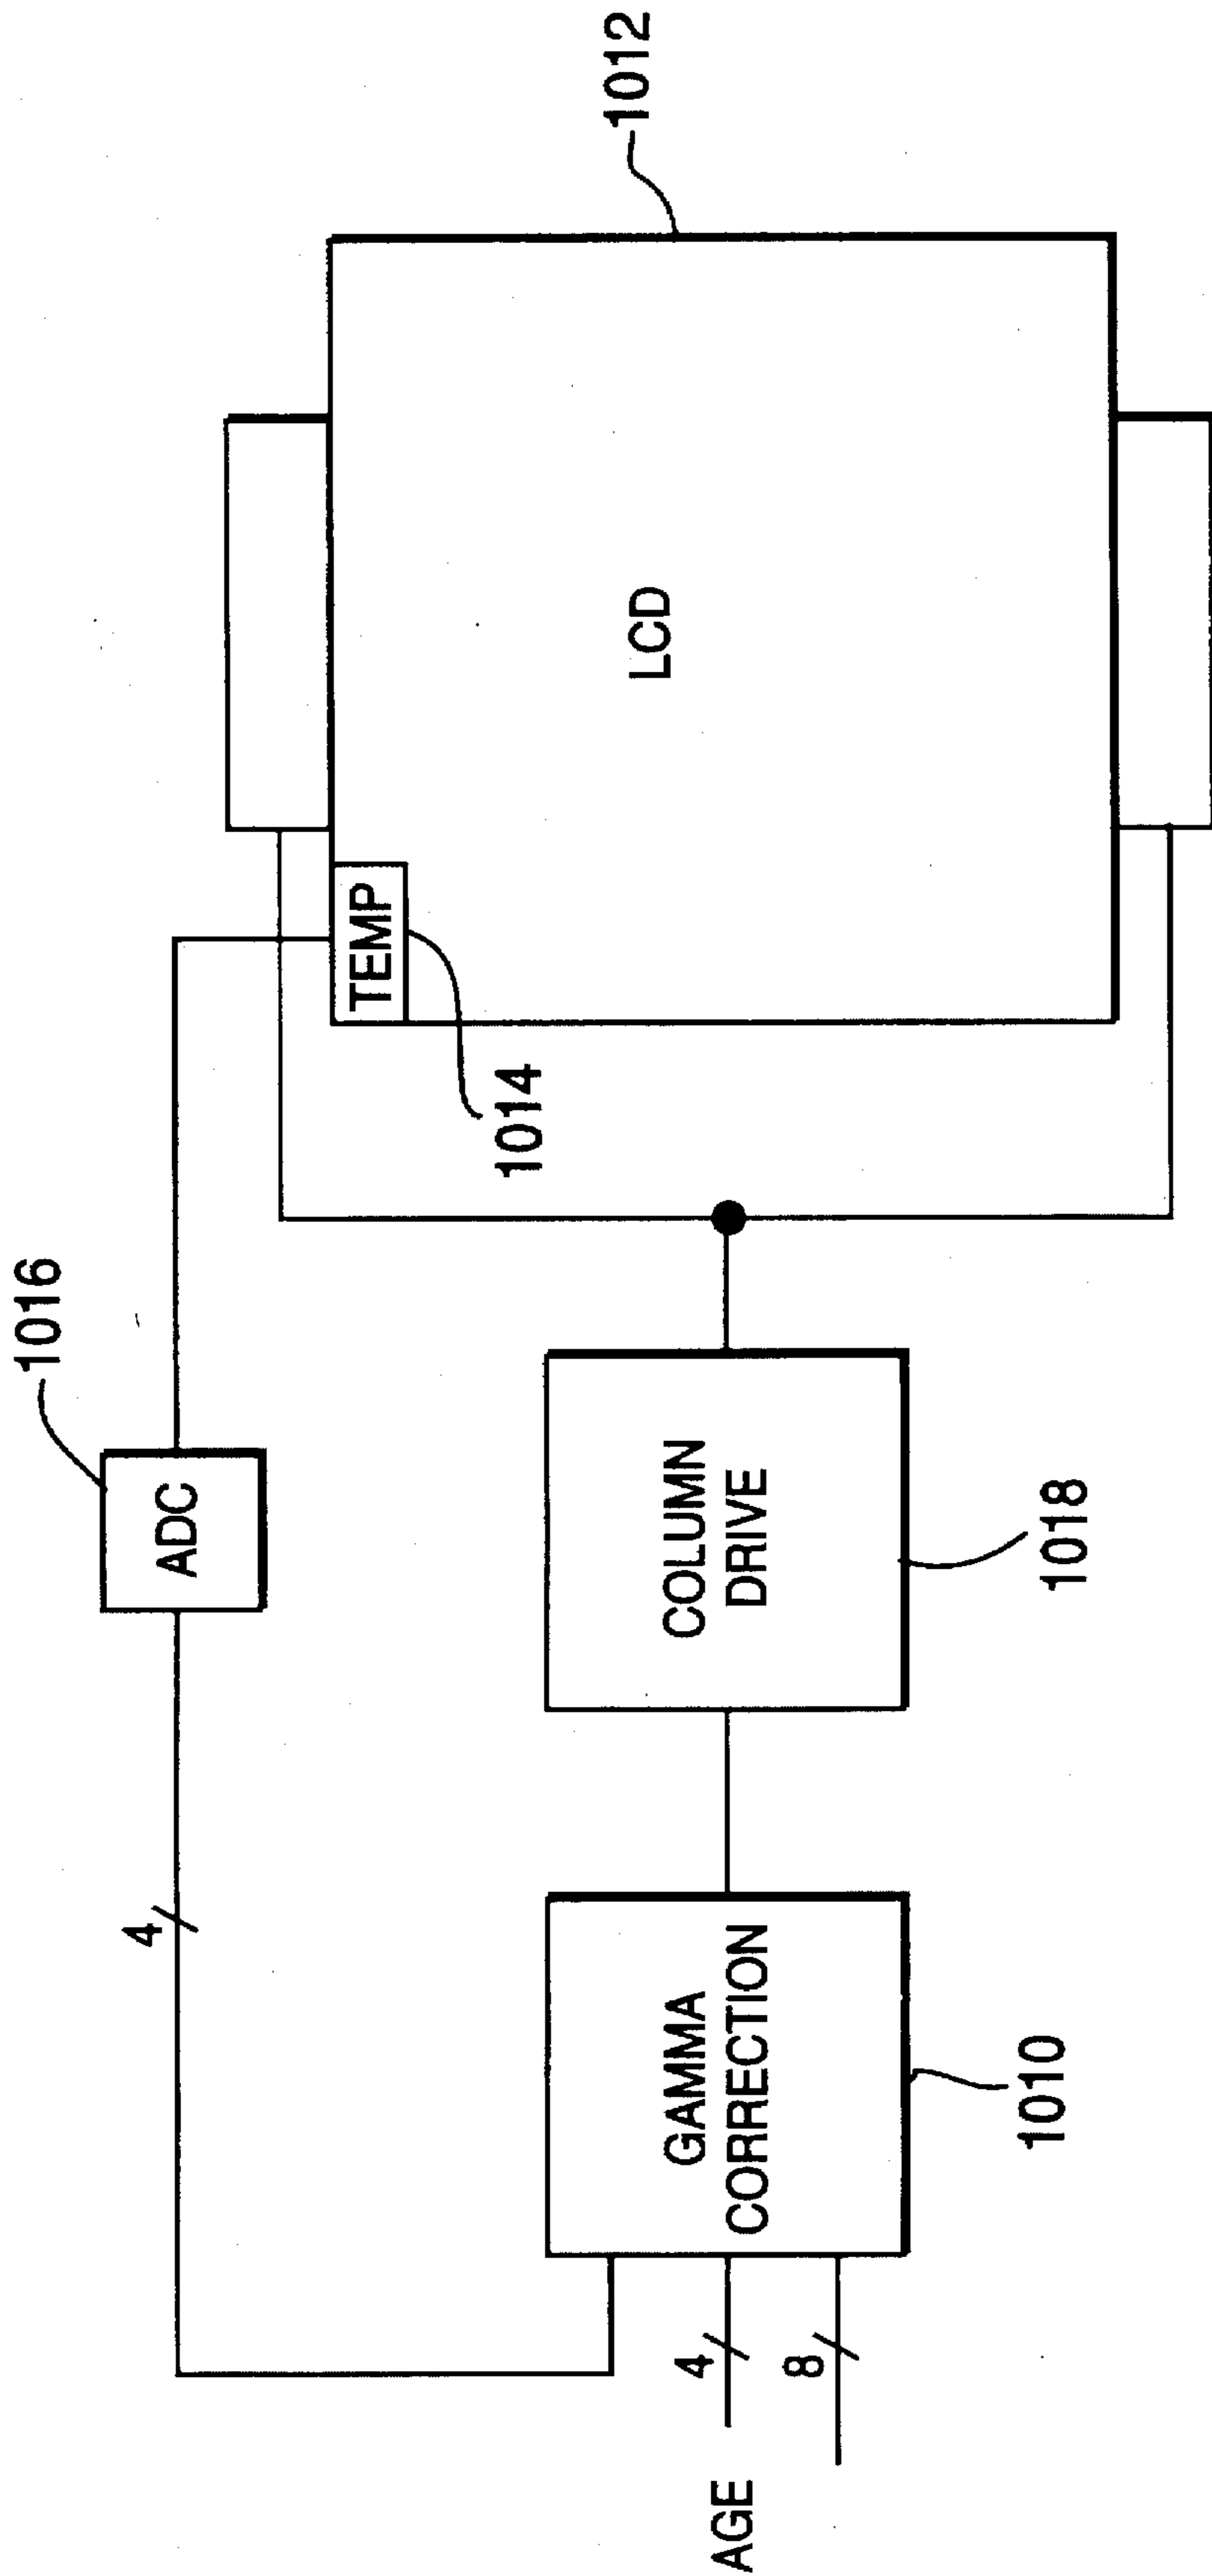 1016
ADC
4
TEMP
1014
LCD
1012
GAMMA
CORRECTION
1010
COLUMN
DRIVE
1018
AGE
4
8